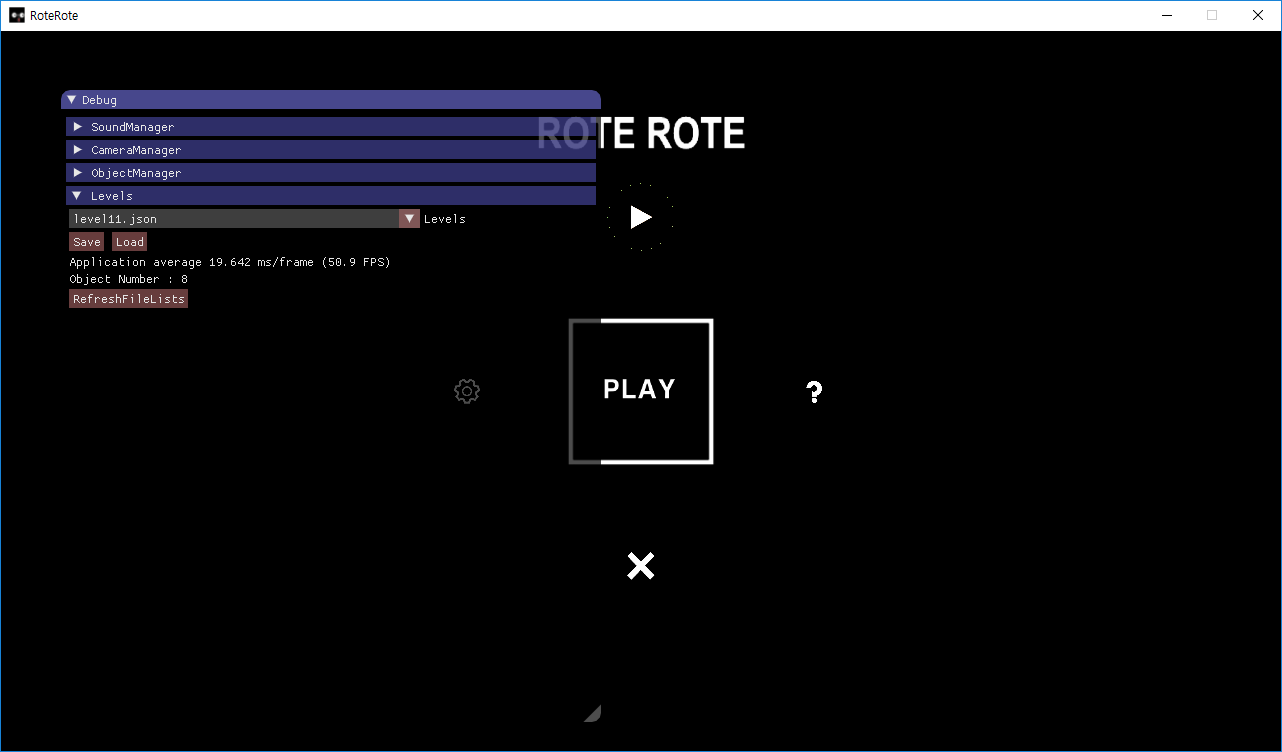 RoteRote
Debug
SoundManager
ROTE ROTE
CameraManager
ObjectManager
Levels
level11.json Levels
Save Load
Application average 19.642 ms/frame (50.9 FPS)
Object Number : 8
RefreshFileLists
PLAY
?